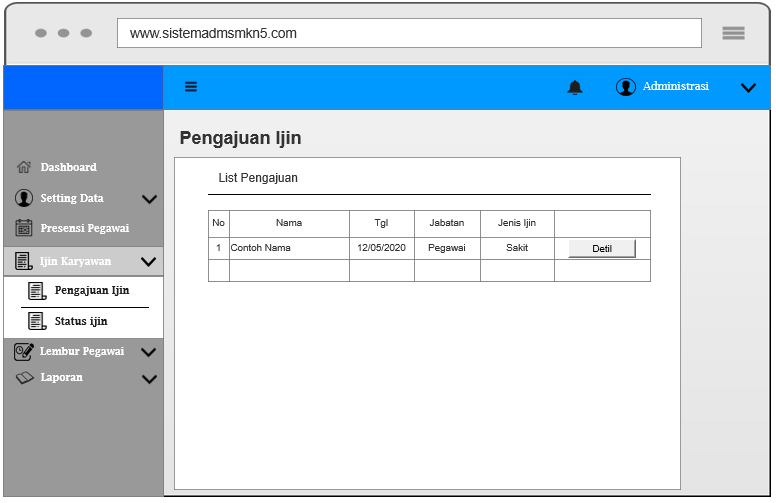 www.sistemadmsmkn5.com
Administrasi
Dashboard
Setting Data
Presensi Pegawai
Ijin Karyawan
Pengajuan Ijin
Status ijin
Lembur Pegawai
Laporan
Pengajuan Ijin
List Pengajuan
No Nama Tgl Jabatan Jenis Ijin
1 Contoh Nama 12/05/2020 Pegawai Sakit Detil